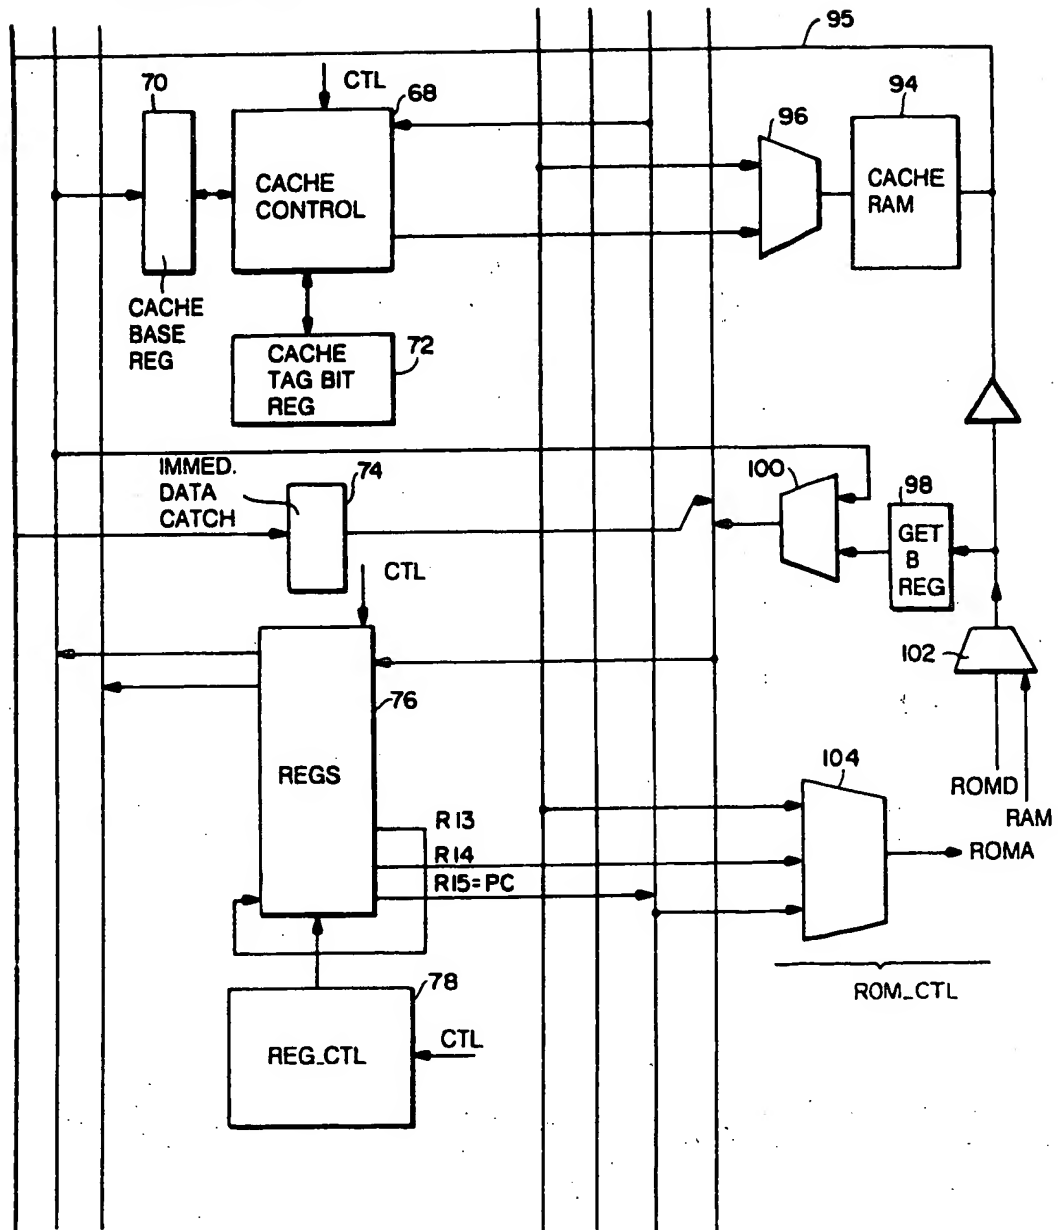 95
70
CTL
68
94
96
CACHE
CONTROL
CACHE
RAM
CACHE
BASE
REG
72
CACHE
TAG BIT
REG
IMMED.
DATA
CATCH
74
100
98
GET
B
REG
CTL
102
76
REGS
104
ROMD
RAM
R13
R14
ROMA
R15=PC
78
ROM_CTL
REG_CTL
CTL